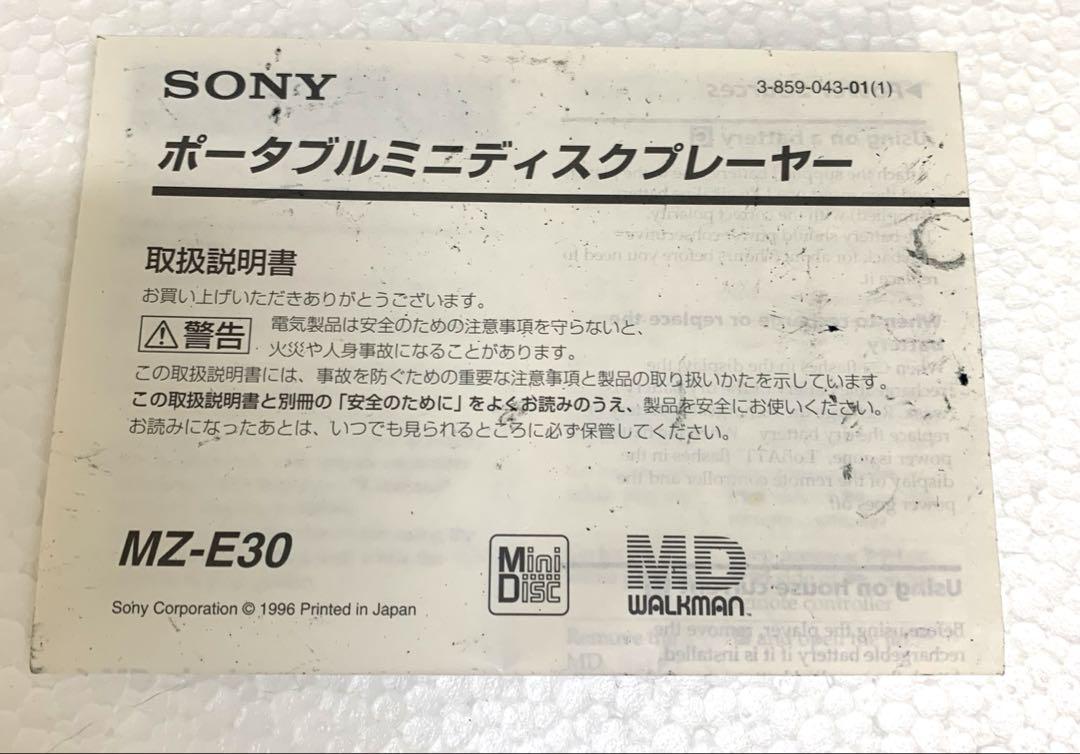 SONY
3-859-043-01(1)
ポータブルミニディスクプレーヤー
取扱説明書
お買い上げいただきありがとうございます。
警告
電気製品は安全のための注意事項を守らないと、
火災や人身事故になることがあります。
この取扱説明書には、事故を防ぐための重要な注意事項と製品の取り扱いかたを示しています。
この取扱説明書と別冊の「安全のために」をよくお読みのうえ、製品を安全にお使いください。
お読みになったあとは、いつでも見られるところに必ず保管してください。
MZ-E30
Mini
Disc
MD
WALKMAN™
Sony Corporation © 1996 Printed in Japan